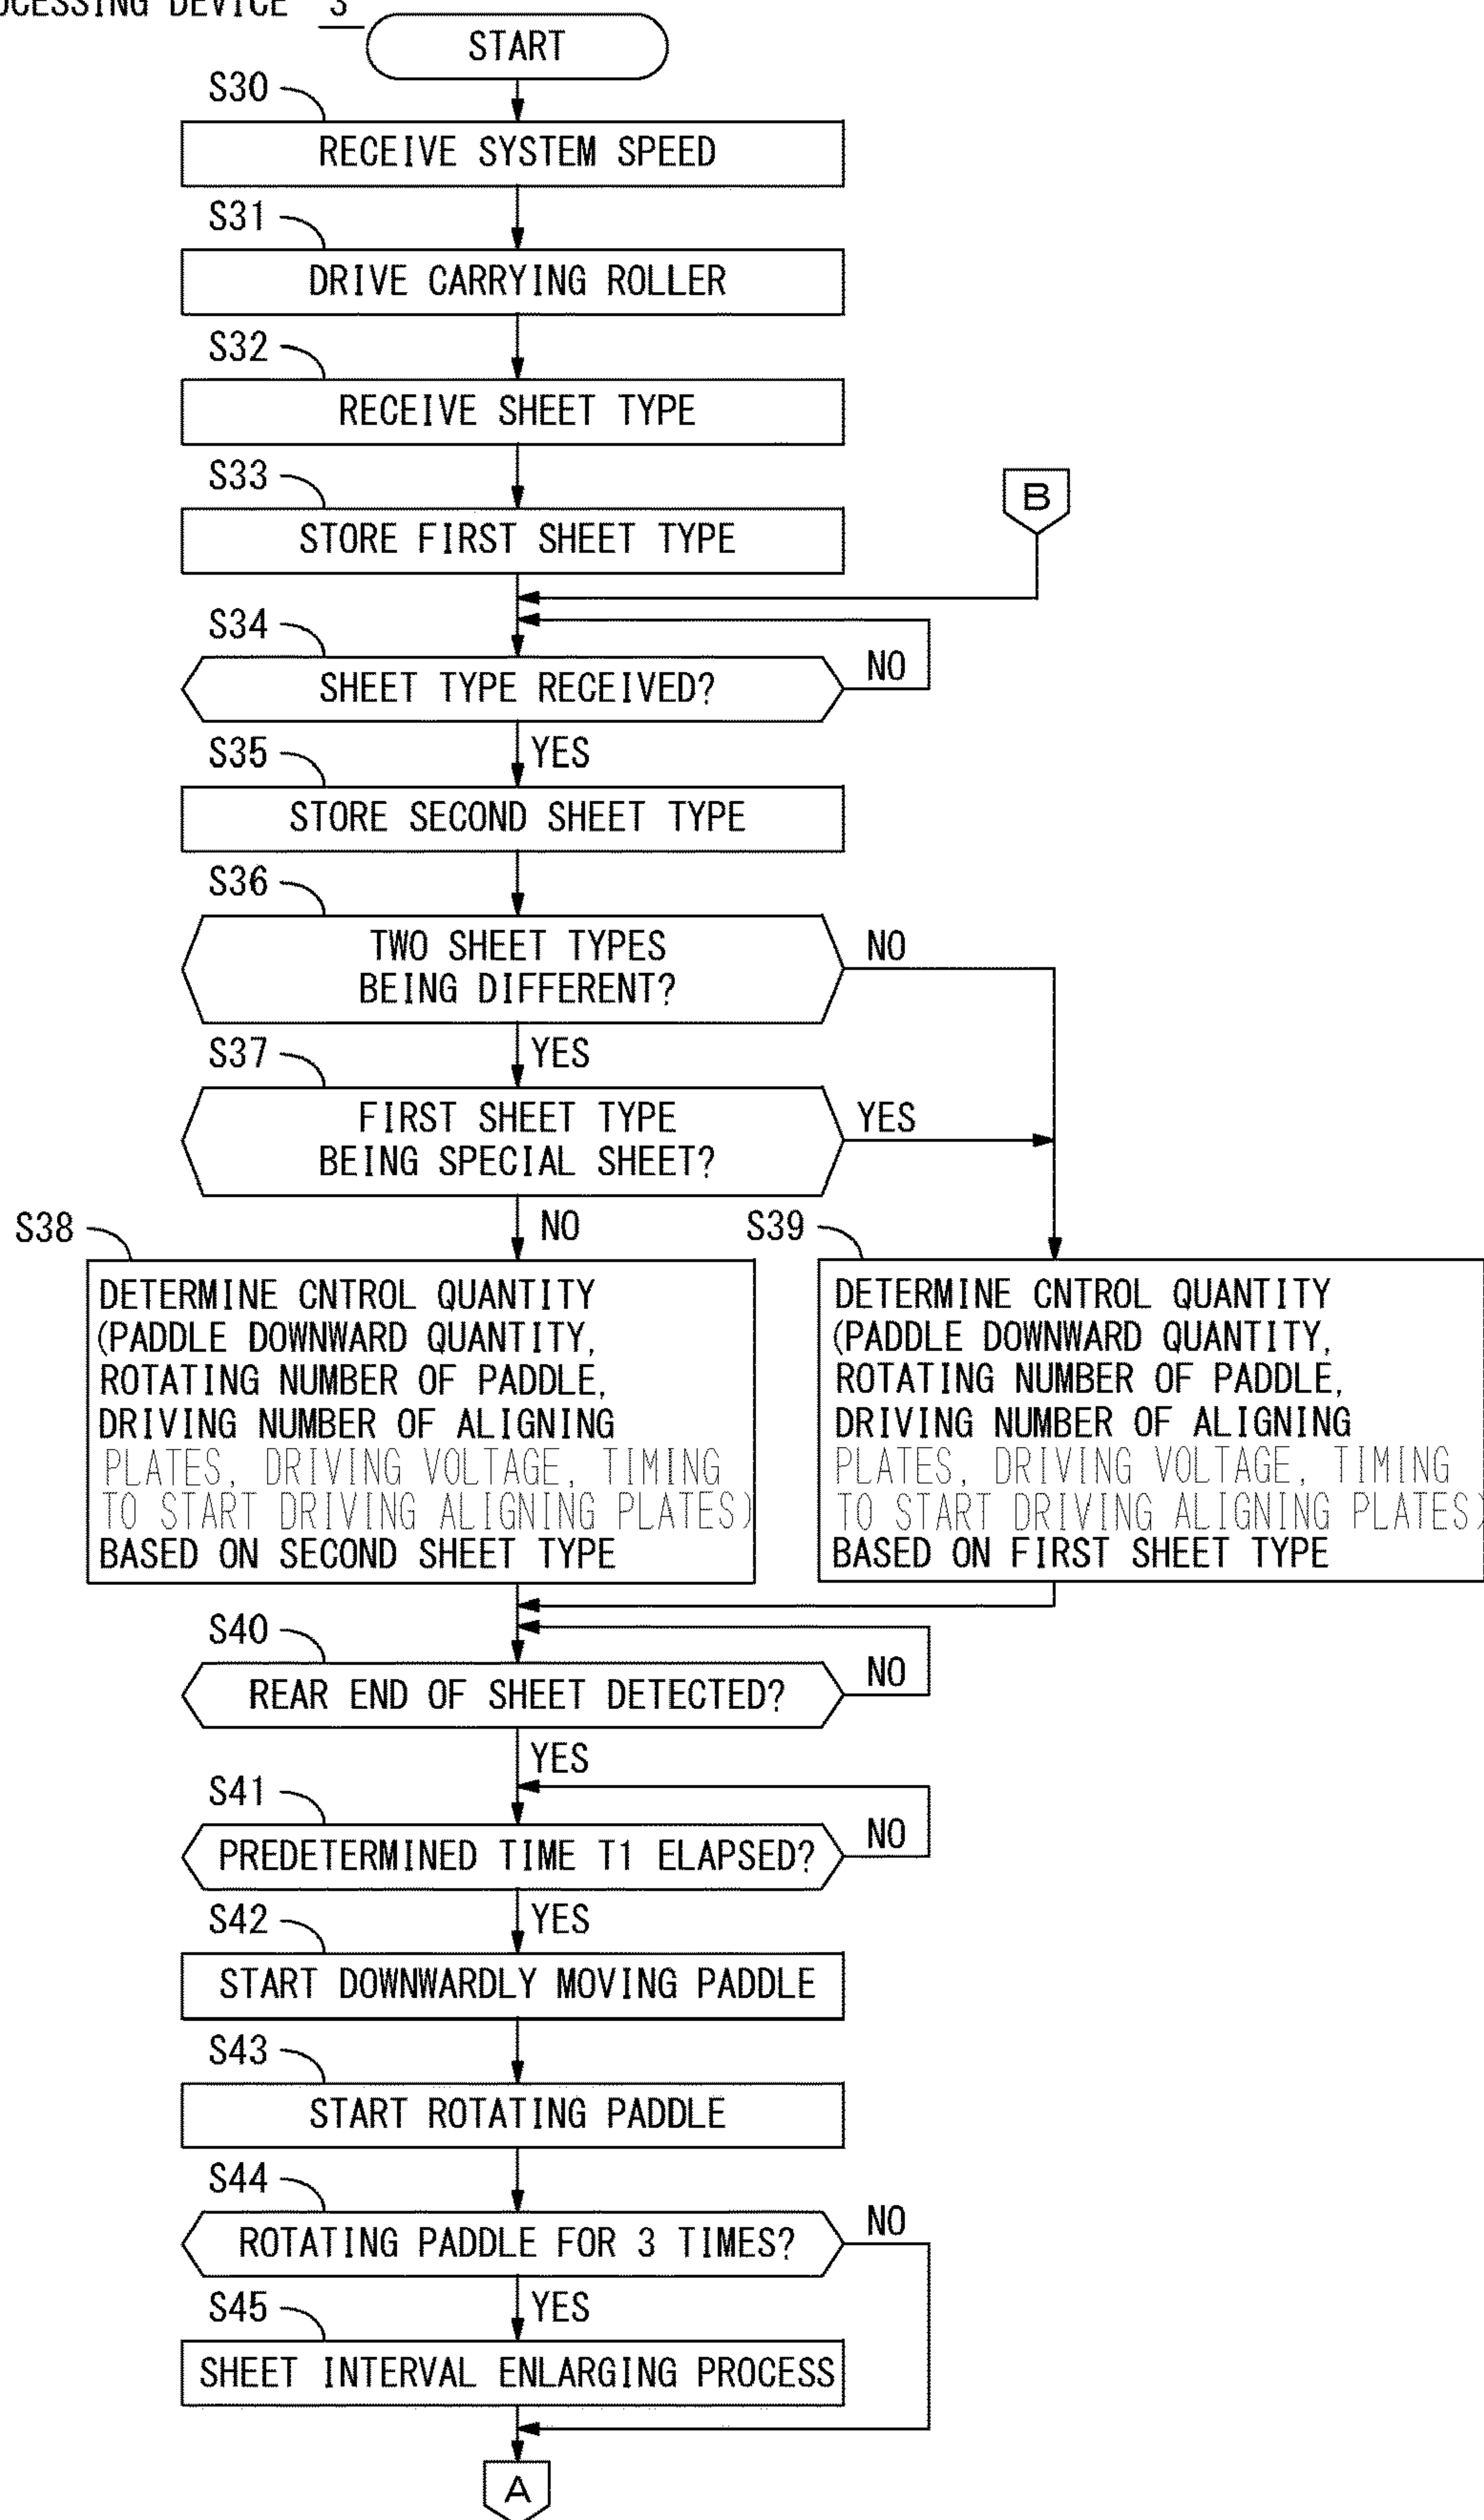 OCESSING DEVICE 3
START
S30
RECEIVE SYSTEM SPEED
S31
DRIVE CARRYING ROLLER
S32
RECEIVE SHEET TYPE
S33
STORE FIRST SHEET TYPE
B
S34
SHEET TYPE RECEIVED?
NO
YES
S35
STORE SECOND SHEET TYPE
S36
TWO SHEET TYPES
BEING DIFFERENT?
NO
YES
S37
FIRST SHEET TYPE
BEING SPECIAL SHEET?
YES
NO
S38
DETERMINE CNTROL QUANTITY
(PADDLE DOWNWARD QUANTITY,
ROTATING NUMBER OF PADDLE,
DRIVING NUMBER OF ALIGNING
PLATES, DRIVING VOLTAGE, TIMING
TO START DRIVING ALIGNING PLATES)
BASED ON SECOND SHEET TYPE
S39
DETERMINE CNTROL QUANTITY
(PADDLE DOWNWARD QUANTITY,
ROTATING NUMBER OF PADDLE,
DRIVING NUMBER OF ALIGNING
PLATES, DRIVING VOLTAGE, TIMING
TO START DRIVING ALIGNING PLATES)
BASED ON FIRST SHEET TYPE
S40
REAR END OF SHEET DETECTED?
NO
YES
S41
PREDETERMINED TIME T1 ELAPSED?
NO
YES
S42
START DOWNWARDLY MOVING PADDLE
S43
START ROTATING PADDLE
S44
ROTATING PADDLE FOR 3 TIMES?
NO
YES
S45
SHEET INTERVAL ENLARGING PROCESS
A